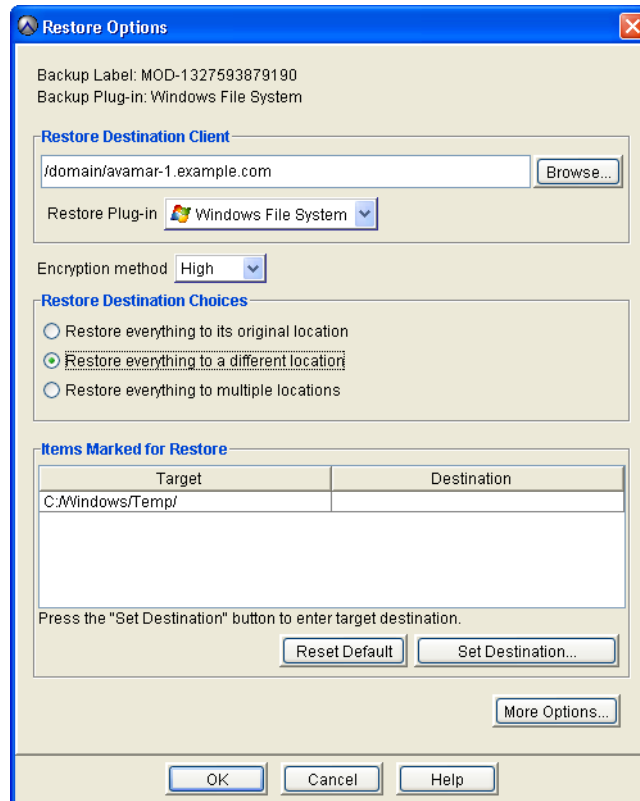 Restore Options
Backup Label: MOD-1327593879190
Backup Plug-in: Windows File System
Restore Destination Client
/domain/avamar-1.example.com Browse...
Restore Plug-in Windows File System
Encryption method High
Restore Destination Choices
Restore everything to its original location
Restore everything to a different location
Restore everything to multiple locations
Items Marked for Restore
Target Destination
C:/Windows/Temp/
Press the "Set Destination" button to enter target destination.
Reset Default Set Destination...
More Options...
OK Cancel Help